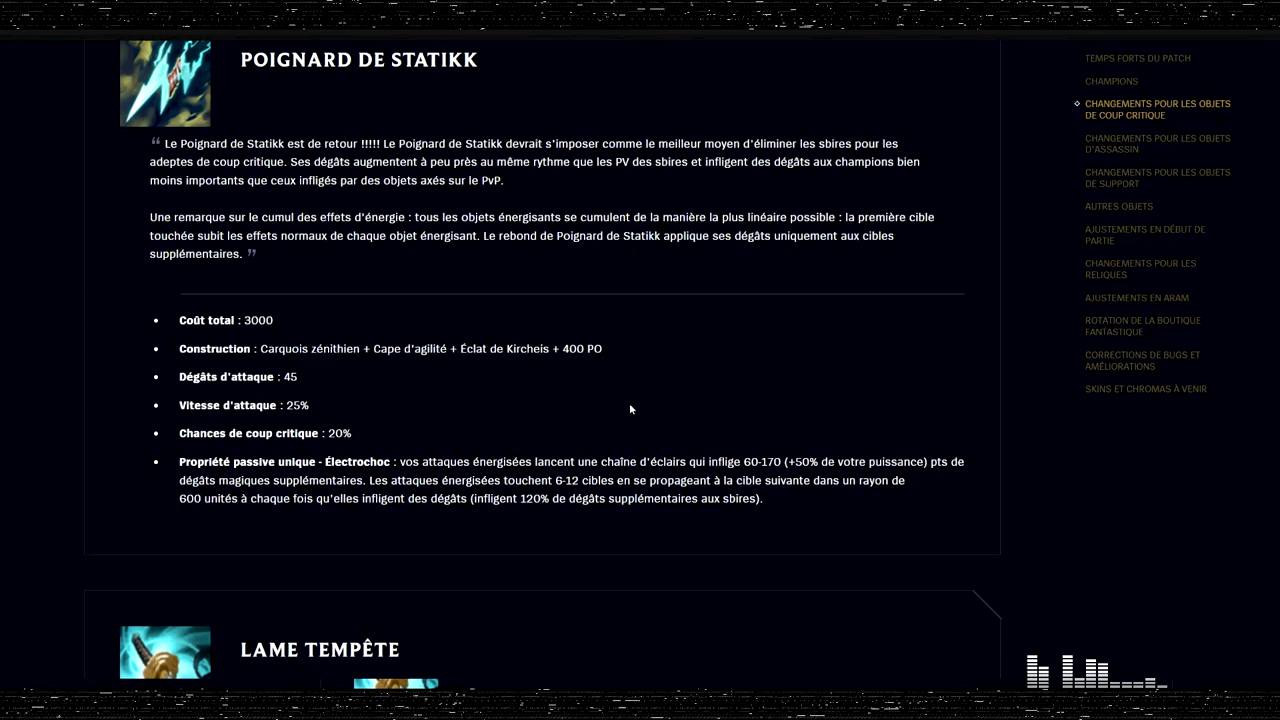 POIGNARD DE STATIKK
“ Le Poignard de Statikk est de retour !!!!! Le Poignard de Statikk devrait s'imposer comme le meilleur moyen d'éliminer les sbires pour les
adeptes de coup critique. Ses dégâts augmentent à peu près au même rythme que les PV des sbires et infligent des dégâts aux champions bien
moins importants que ceux infligés par des objets axés sur le PvP.
Une remarque sur le cumul des effets d'énergie : tous les objets énergisants se cumulent de la manière la plus linéaire possible : la première cible
touchée subit les effets normaux de chaque objet énergisant. Le rebond de Poignard de Statikk applique ses dégâts uniquement aux cibles
supplémentaires. ”
• Coût total : 3000
• Construction : Carquois zénithien + Cape d'agilité + Éclat de Kircheis + 400 PO
• Dégâts d'attaque : 45
• Vitesse d'attaque : 25%
• Chances de coup critique : 20%
• Propriété passive unique - Électrochoc : vos attaques énergisées lancent une chaîne d'éclairs qui inflige 60-170 (+50% de votre puissance) pts de
dégâts magiques supplémentaires. Les attaques énergisées touchent 6-12 cibles en se propageant à la cible suivante dans un rayon de
600 unités à chaque fois qu'elles infligent des dégâts (infligent 120% de dégâts supplémentaires aux sbires).
LAME TEMPÊTE
TEMPS FORTS DU PATCH
CHAMPIONS
CHANGEMENTS POUR LES OBJETS
DE COUP CRITIQUE
CHANGEMENTS POUR LES OBJETS
D'ASSASSIN
CHANGEMENTS POUR LES OBJETS
DE SUPPORT
AUTRES OBJETS
AJUSTEMENTS EN DÉBUT DE
PARTIE
CHANGEMENTS POUR LES
RELIQUES
AJUSTEMENTS EN ARAM
ROTATION DE LA BOUTIQUE
FANTASTIQUE
CORRECTIONS DE BUGS ET
AMÉLIORATIONS
SKINS ET CHROMAS À VENIR